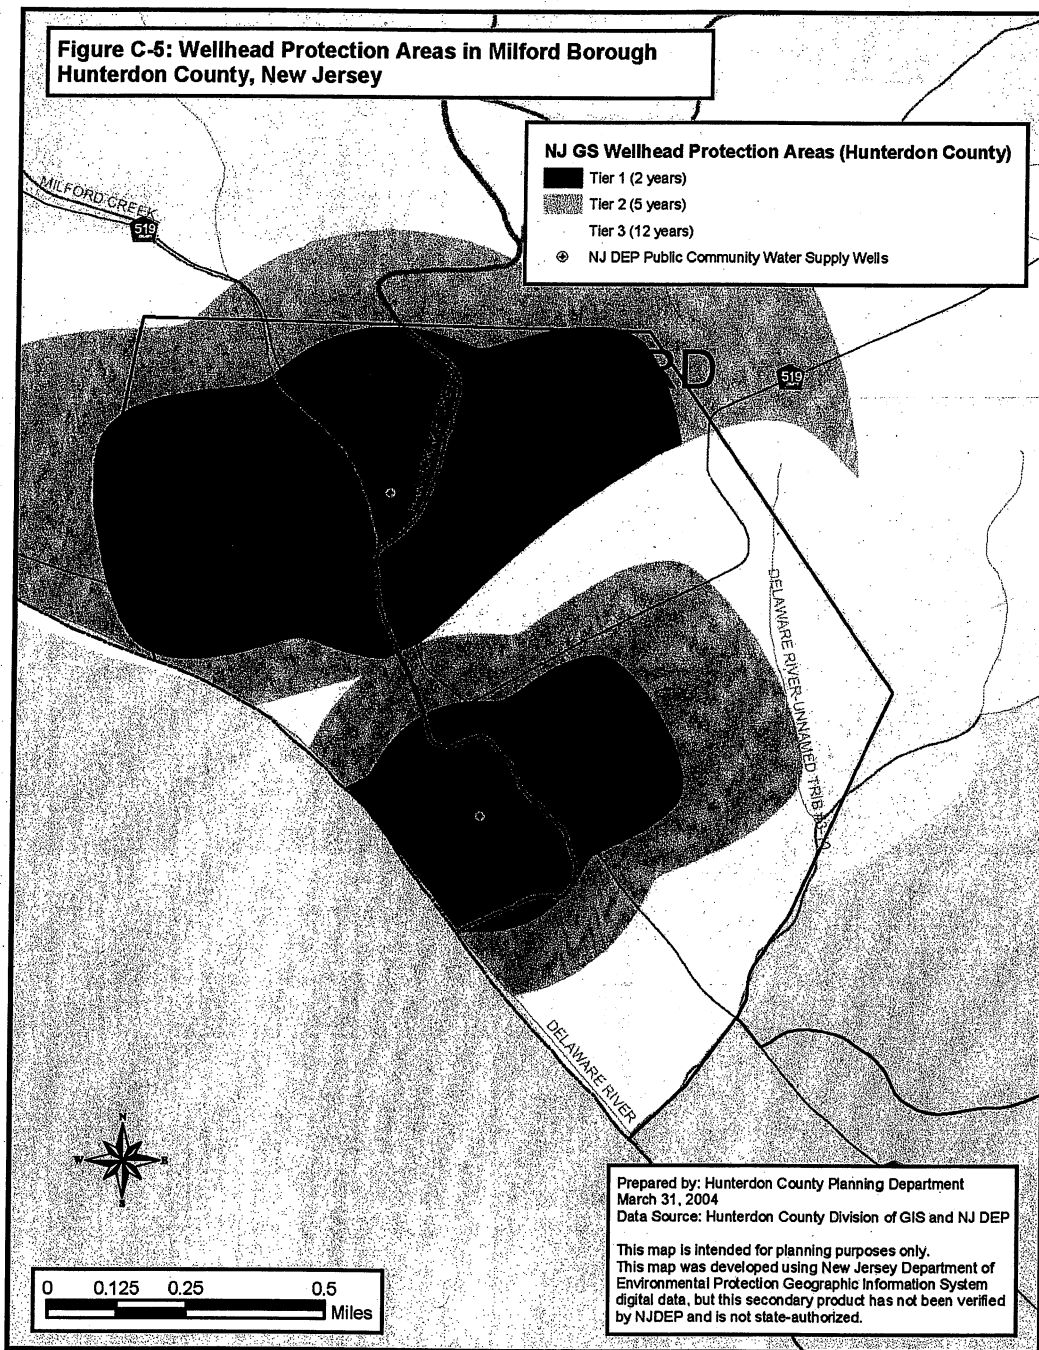 Figure C-5: Wellhead Protection Areas in Milford Borough
Hunterdon County, New Jersey
NJ GS Wellhead Protection Areas (Hunterdon County)
Tier 1 (2 years)
Tier 2 (5 years)
Tier 3 (12 years)
NJ DEP Public Community Water Supply Wells
MILFORD CREEK
519
RD
519
DELAWARE RIVER-UNNAMED TRIB
DELAWARE RIVER
N
W
E
S
0 0.125 0.25 0.5
Miles
Prepared by: Hunterdon County Planning Department
March 31, 2004
Data Source: Hunterdon County Division of GIS and NJ DEP
This map is intended for planning purposes only.
This map was developed using New Jersey Department of
Environmental Protection Geographic Information System
digital data, but this secondary product has not been verified
by NJDEP and is not state-authorized.